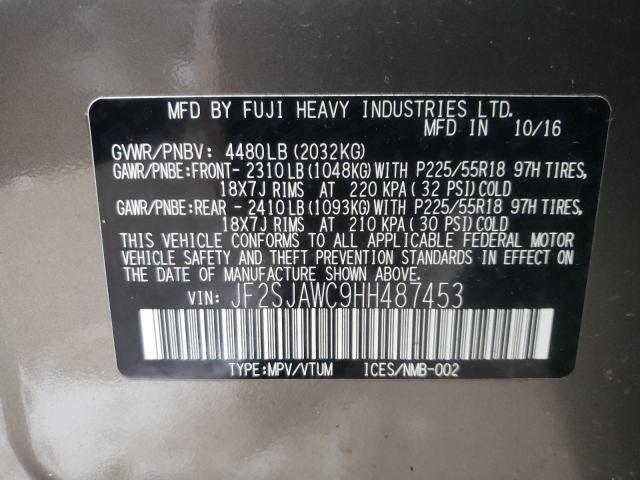 MFD BY FUJI HEAVY INDUSTRIES LTD.
MFD IN 10/16
GVWR/PNBV: 4480LB (2032KG)
GAWR/PNBE:FRONT- 2310LB (1048KG) WITH P225/55R18 97H TIRES,
18X7J RIMS AT 220 KPA ( 32 PSI) COLD
GAWR/PNBE:REAR - 2410LB (1093KG) WITH P225/55R18 97H TIRES,
18X7J RIMS AT 210 KPA ( 30 PSI) COLD
THIS VEHICLE CONFORMS TO ALL APPLICABLE FEDERAL MOTOR
VEHICLE SAFETY AND THEFT PREVENTION STANDARDS IN EFFECT
ON THE DATE OF MANUFACTURE SHOWN ABOVE.
VIN: JF2SJAWC9HH487453
TYPE:MPV/VTUM ICES/NMB-002